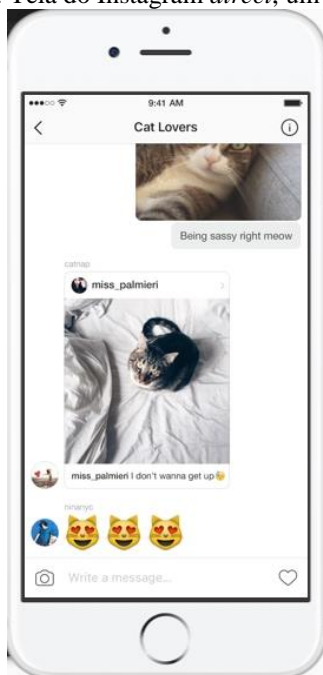 Tela do Instagram direct, um
9:41 AM
Cat Lovers
Being sassy right meow
catnap
miss_palmieri
miss_palmieri I don't wanna get up
ninanyc
Write a message...